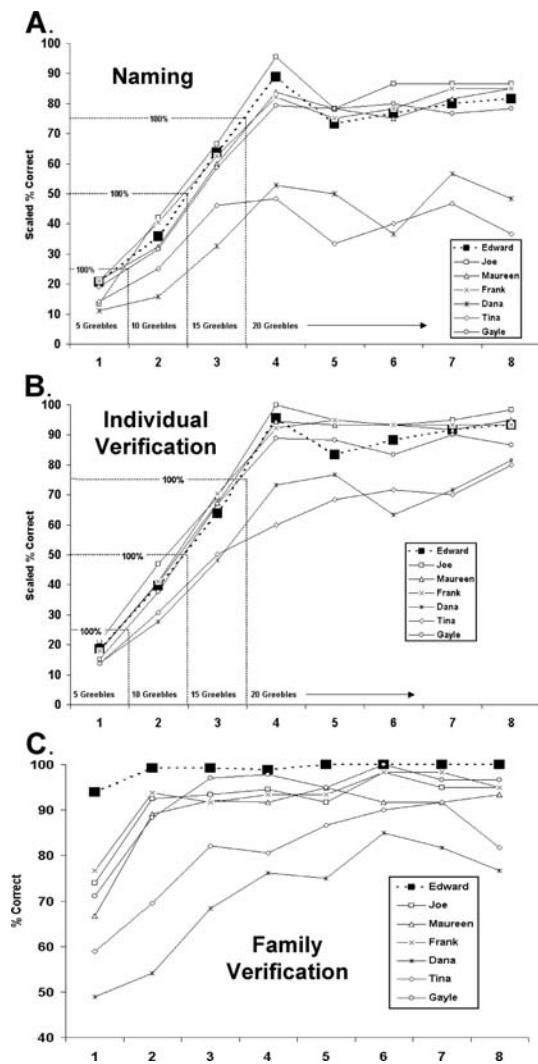 A.
Naming
Scaled % Correct
100
90
80
70
60
50
40
30
20
10
0
100%
100%
100%
5 Greebles
10 Greebles
15 Greebles
20 Greebles
Edward
Joe
Maureen
Frank
Dana
Tina
Gayle
1 2 3 4 5 6 7 8
B.
Individual
Verification
Scaled % Correct
100
90
80
70
60
50
40
30
20
10
0
100%
100%
100%
5 Greebles
10 Greebles
15 Greebles
20 Greebles
Edward
Joe
Maureen
Frank
Dana
Tina
Gayle
1 2 3 4 5 6 7 8
C.
% Correct
100
90
80
70
60
50
40
Family
Verification
Edward
Joe
Maureen
Frank
Dana
Tina
Gayle
1 2 3 4 5 6 7 8